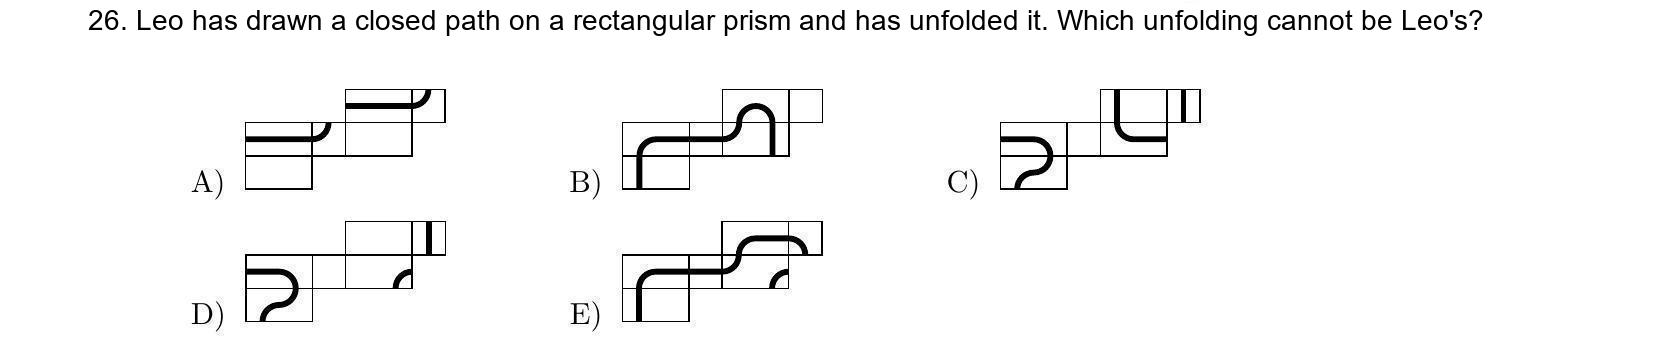 26. Leo has drawn a closed path on a rectangular prism and has unfolded it. Which unfolding cannot be Leo's?
A) B) C)
D) E)